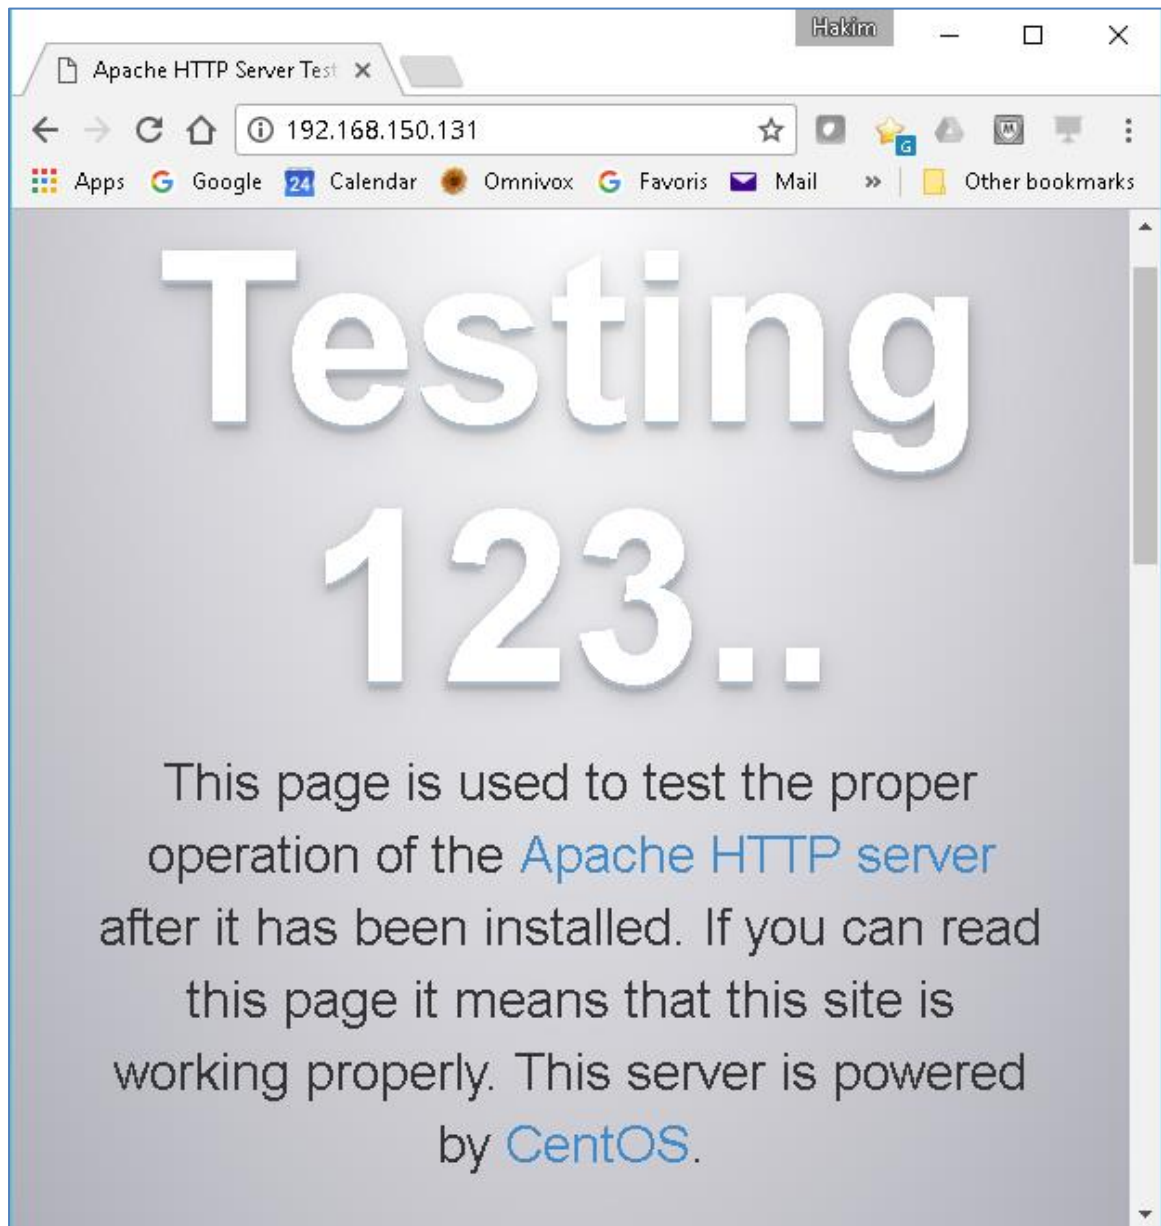 Hakim
Apache HTTP Server Test
192.168.150.131
G
Apps G Google 24 Calendar Omnivox G Favoris Mail » Other bookmarks
Testing
123..
This page is used to test the proper
operation of the Apache HTTP server
after it has been installed. If you can read
this page it means that this site is
working properly. This server is powered
by CentOS.